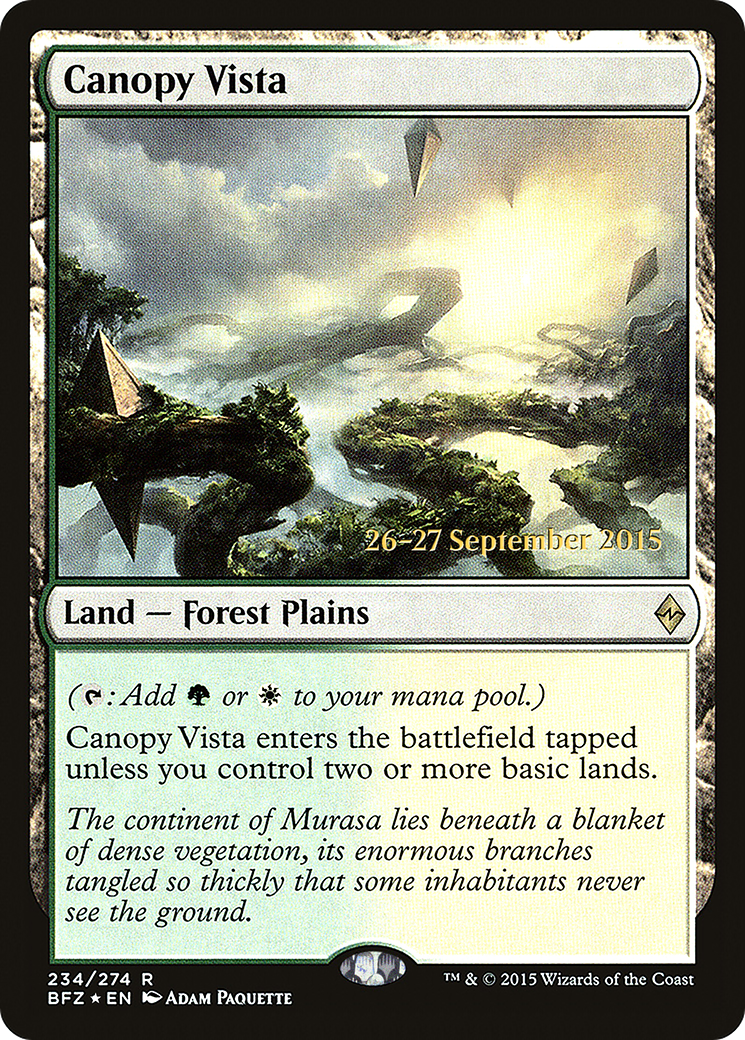 Canopy Vista
26–27 September 2015
Land — Forest Plains
( : Add or to your mana pool.)
Canopy Vista enters the battlefield tapped
unless you control two or more basic lands.
The continent of Murasa lies beneath a blanket
of dense vegetation, its enormous branches
tangled so thickly that some inhabitants never
see the ground.
234/274 R
BFZ ★ EN Adam Paquette
™ & © 2015 Wizards of the Coast